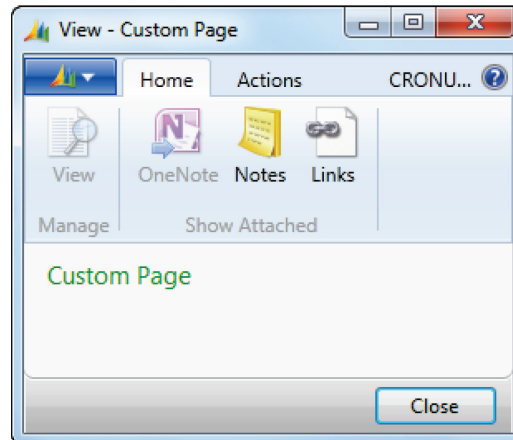 View - Custom Page
Home Actions CRONU...
View OneNote Notes Links
Manage Show Attached
Custom Page
Close